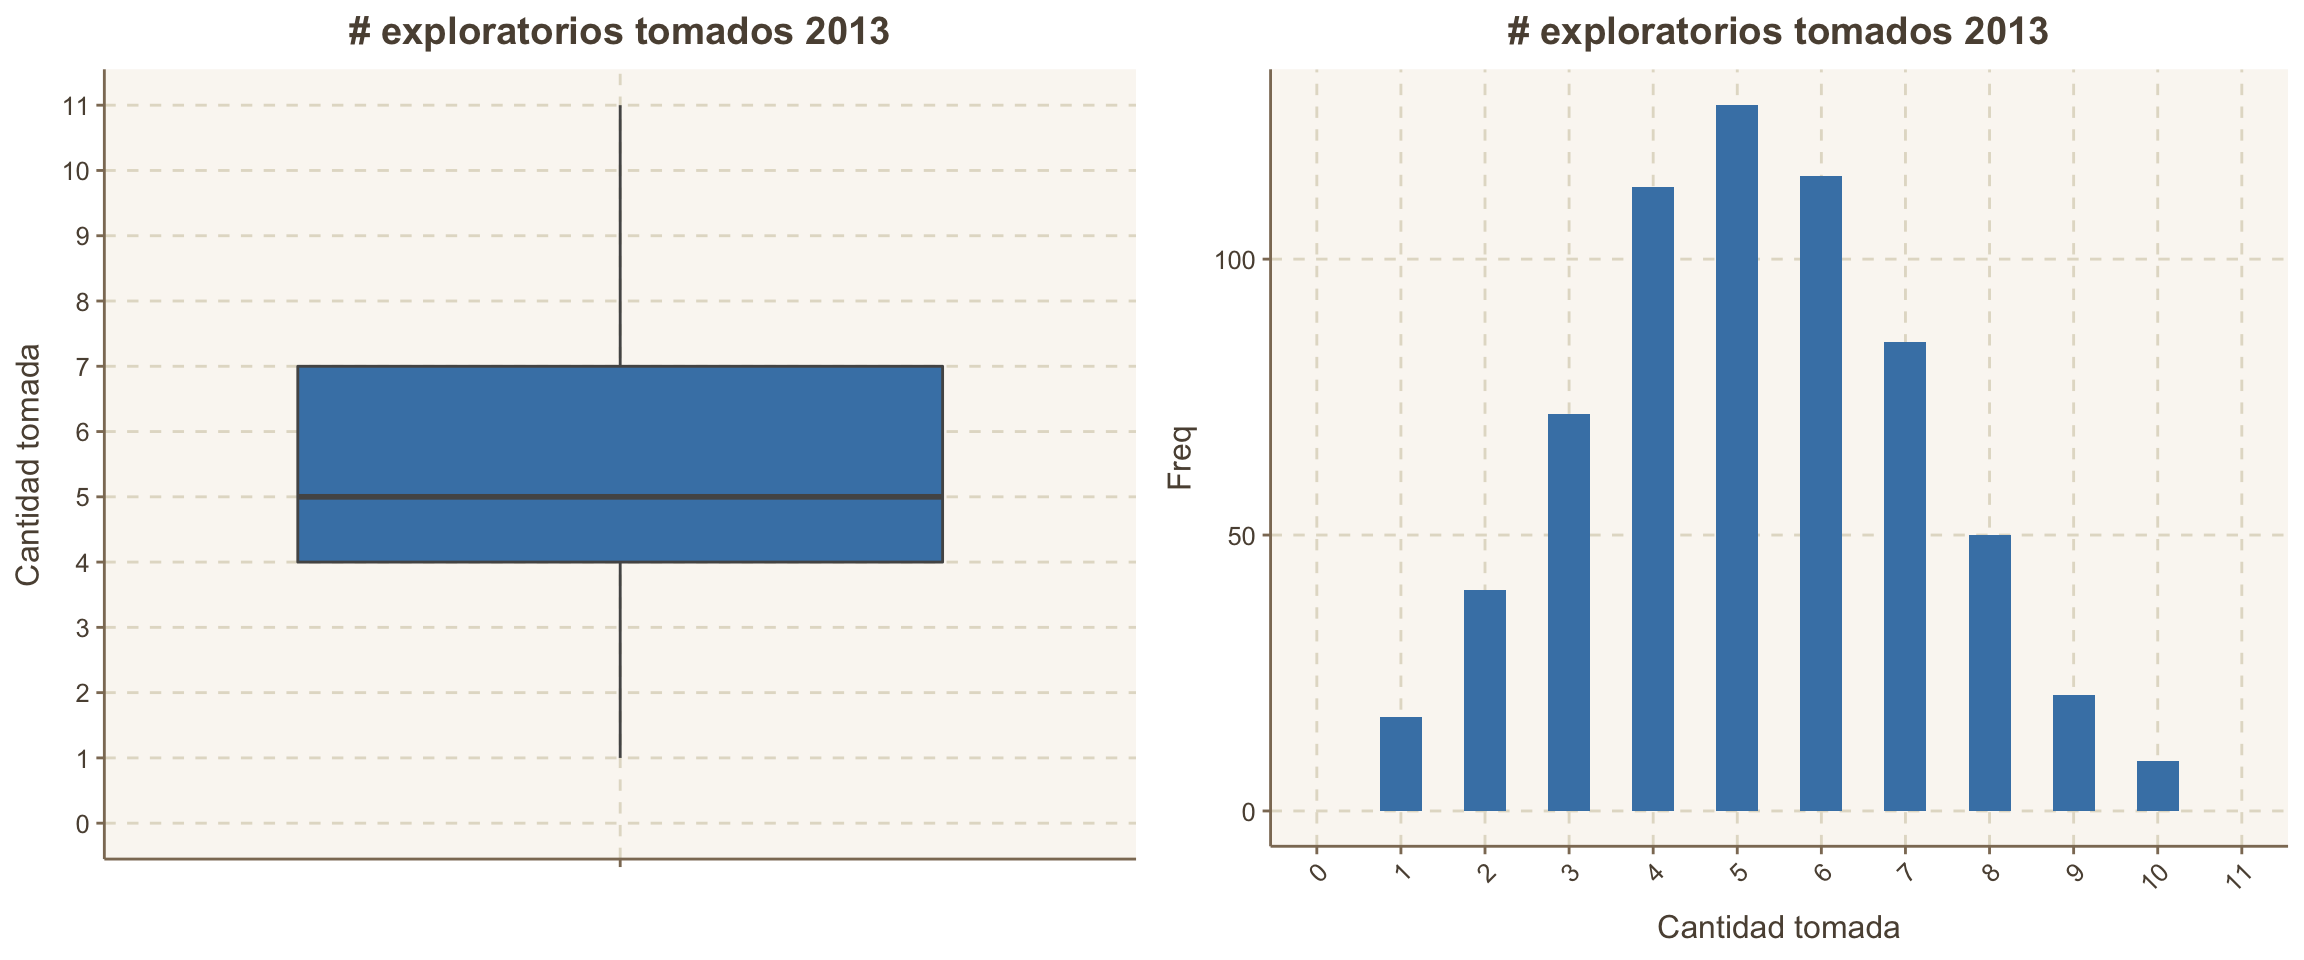 # exploratorios tomados 2013
Cantidad tomada
11
10
9
8
7
6
5
4
3
2
1
0
# exploratorios tomados 2013
Freq
100
50
0
0 1 2 3 4 5 6 7 8 9 10 11
Cantidad tomada